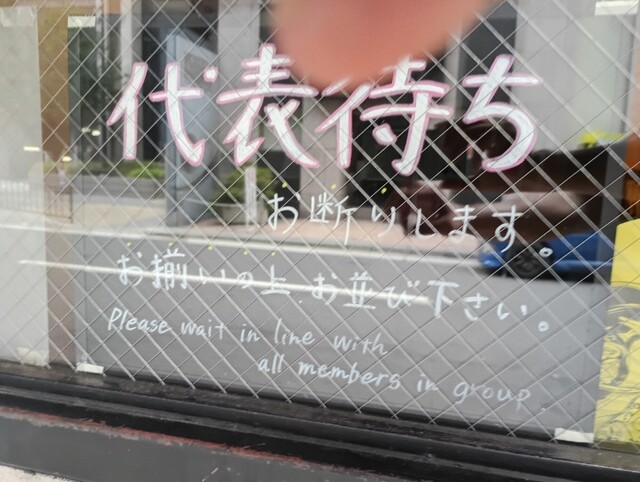 代表待ち
お断りします。
お揃いの上、お並び下さい。
Please wait in line with
all members in group.